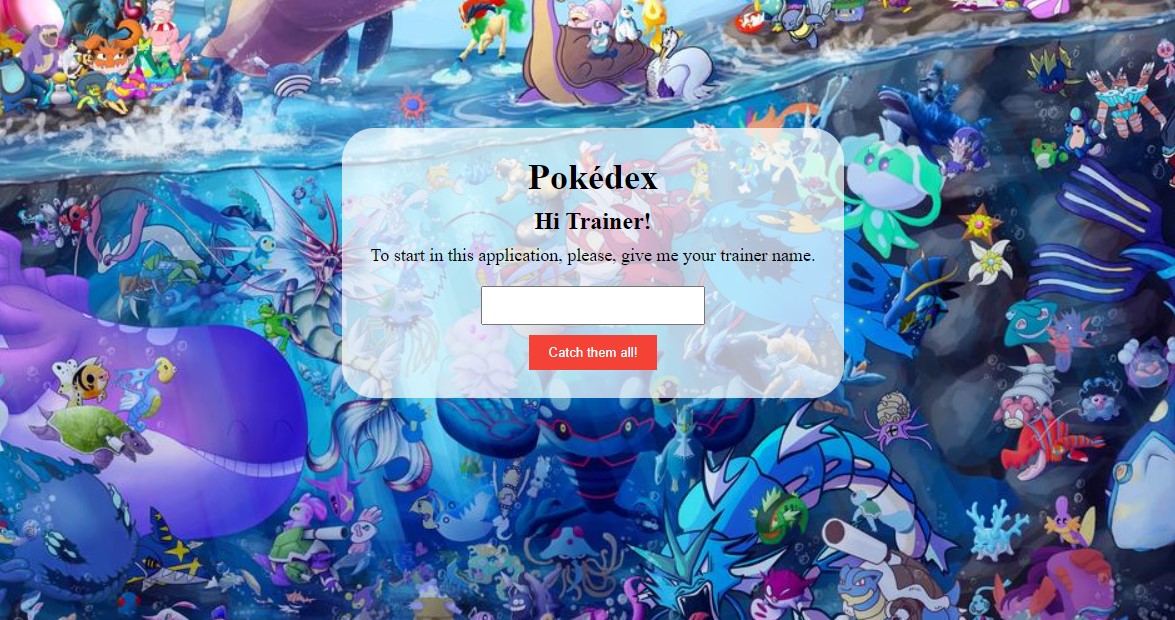 Pokédex
Hi Trainer!
To start in this application, please, give me your trainer name.
Catch them all!